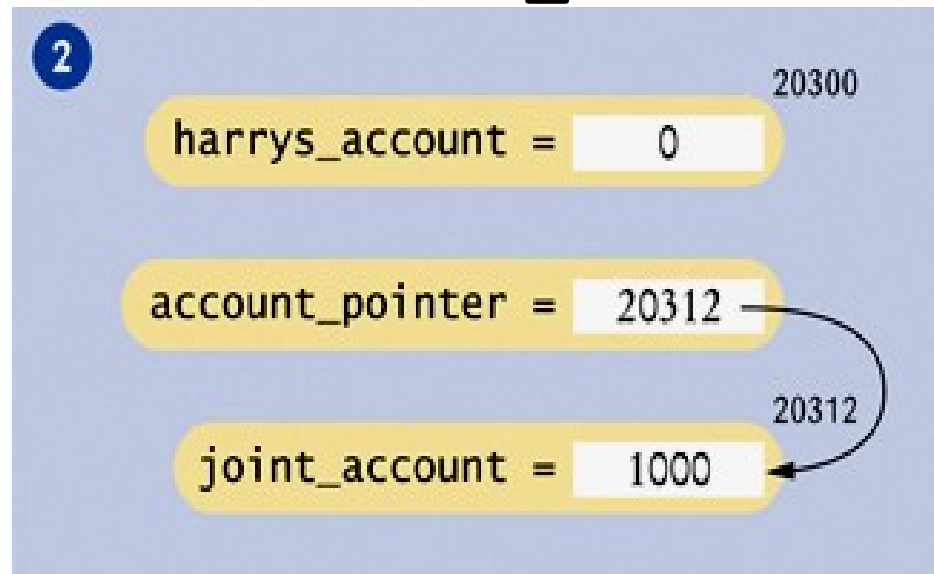 2
20300
harrys_account = 0
account_pointer = 20312
20312
joint_account = 1000